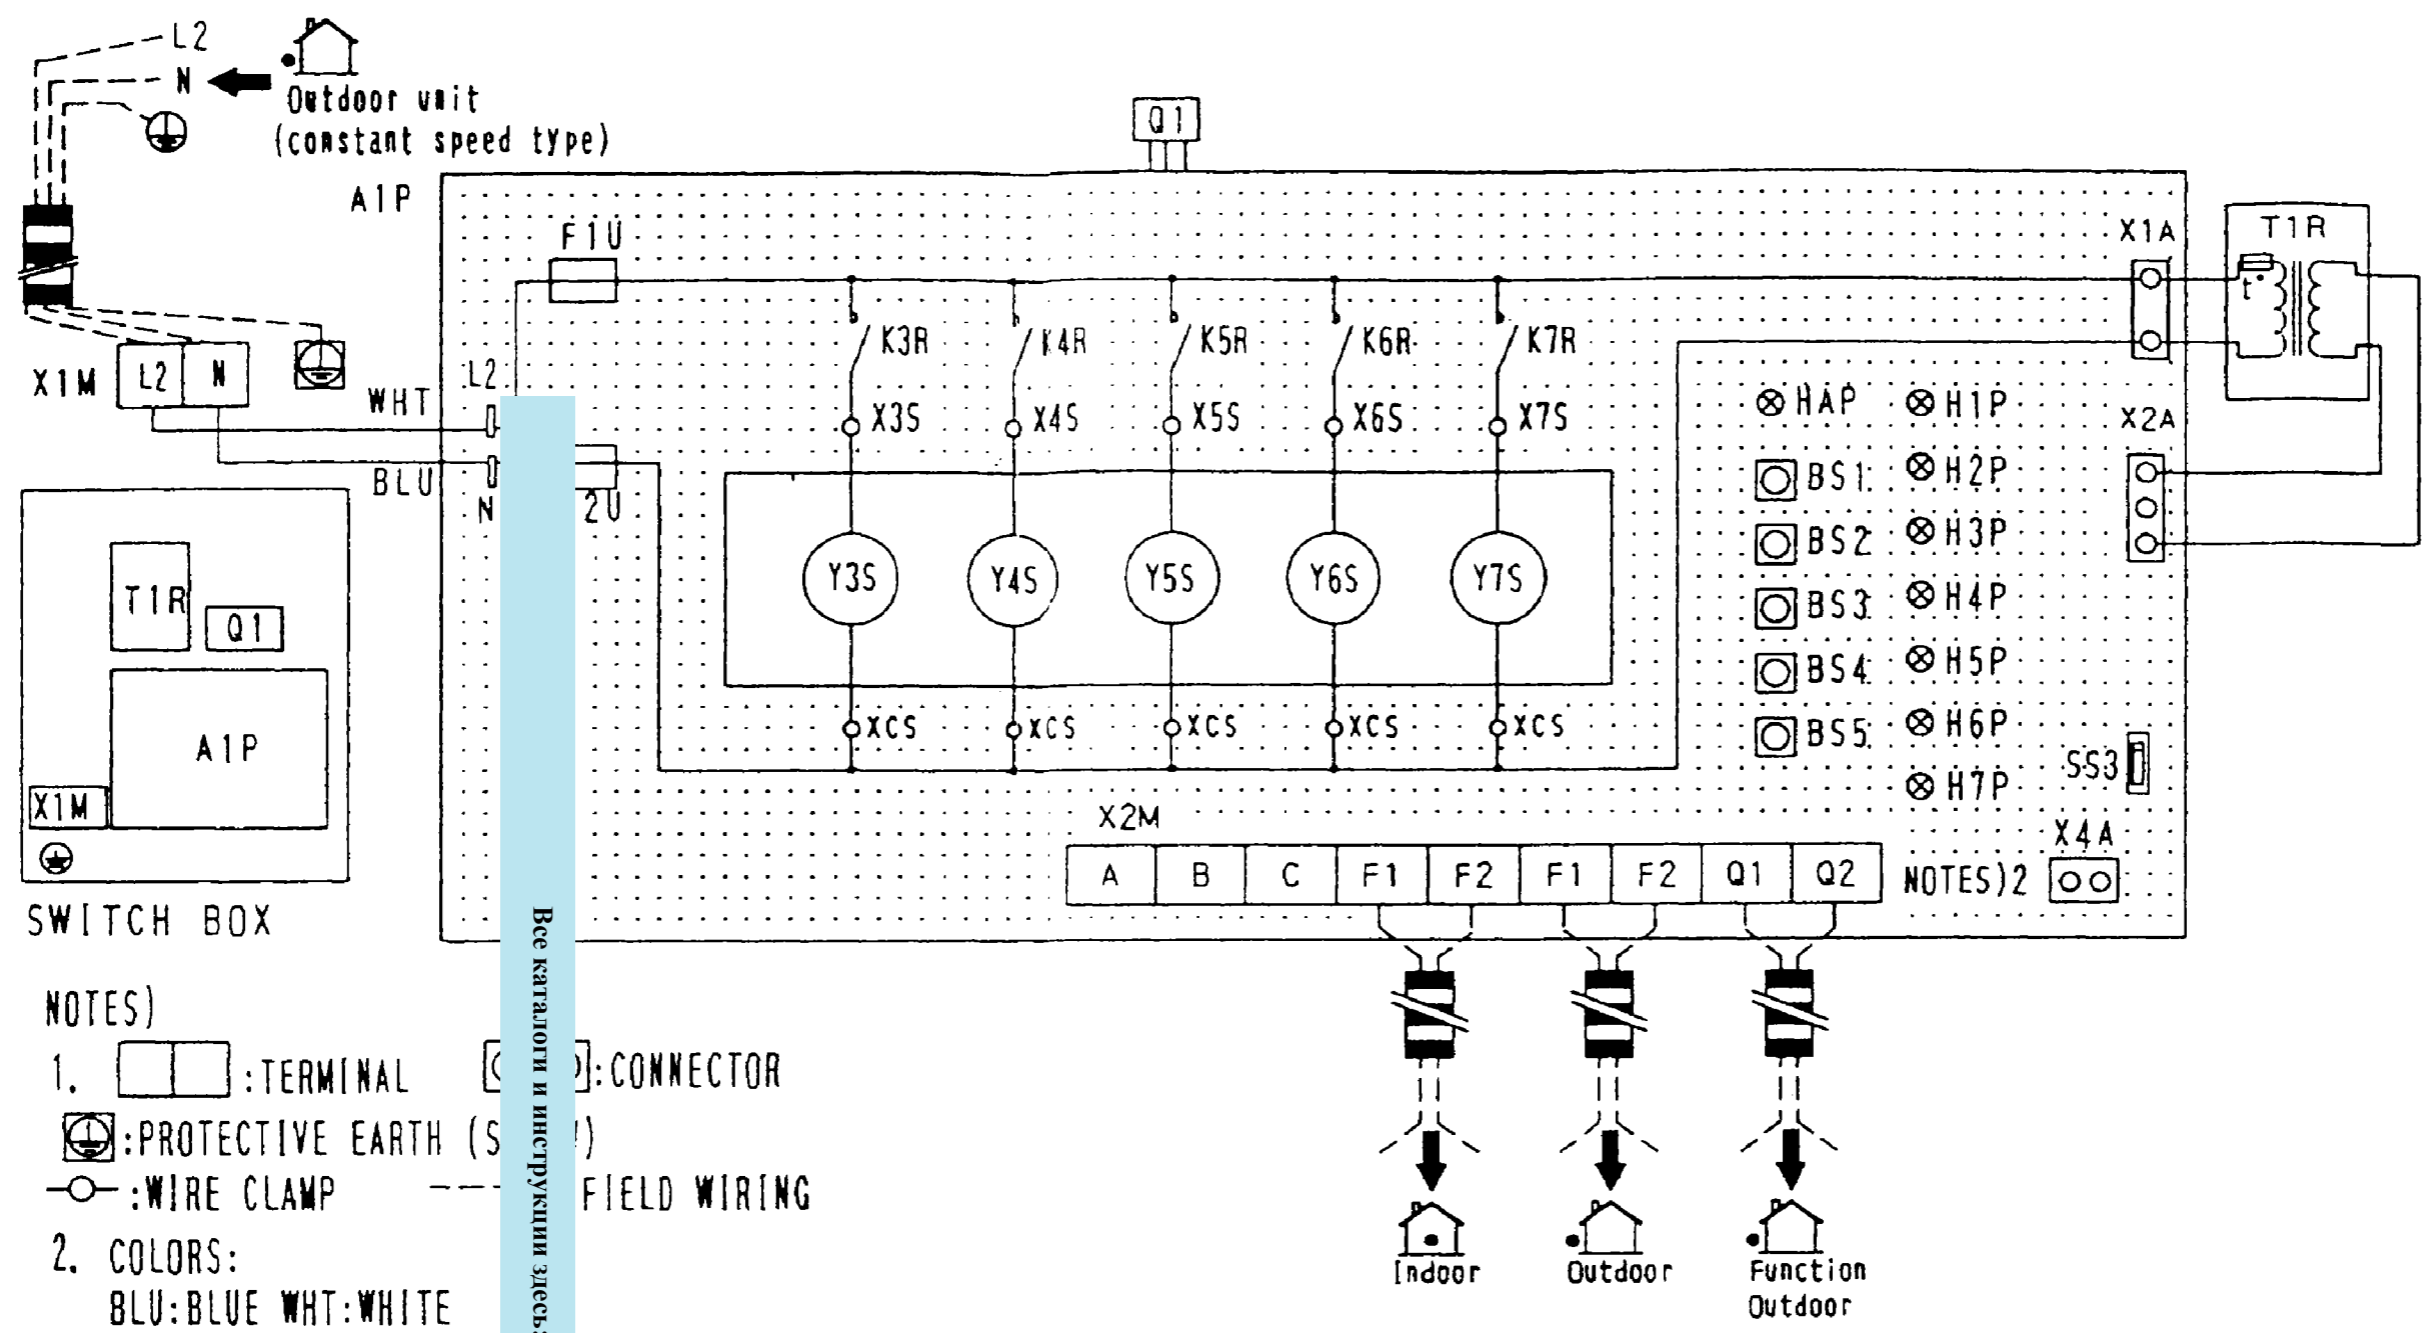 L2
N
Outdoor unit
(constant speed type)
Q1
A1P
F1U
X1A
T1R
t°
K3R
K4R
K5R
K6R
K7R
X1M
L2
N
WHT
L2
X3S
X4S
X5S
X6S
X7S
HAP
H1P
X2A
BLU
N
2U
BS1
H2P
BS2
H3P
Y3S
Y4S
Y5S
Y6S
Y7S
BS3
H4P
T1R
Q1
BS4
H5P
A1P
XCS
XCS
XCS
XCS
XCS
BS5
H6P
SS3
H7P
X1M
X2M
X4A
A
B
C
F1
F2
F1
F2
Q1
Q2
NOTES)2
SWITCH BOX
NOTES)
1.
:TERMINAL
:CONNECTOR
:PROTECTIVE EARTH (S
)
:WIRE CLAMP
FIELD WIRING
2. COLORS:
BLU:BLUE WHT:WHITE
Indoor
Outdoor
Function
Outdoor
Все каталоги и инструкции здесь: